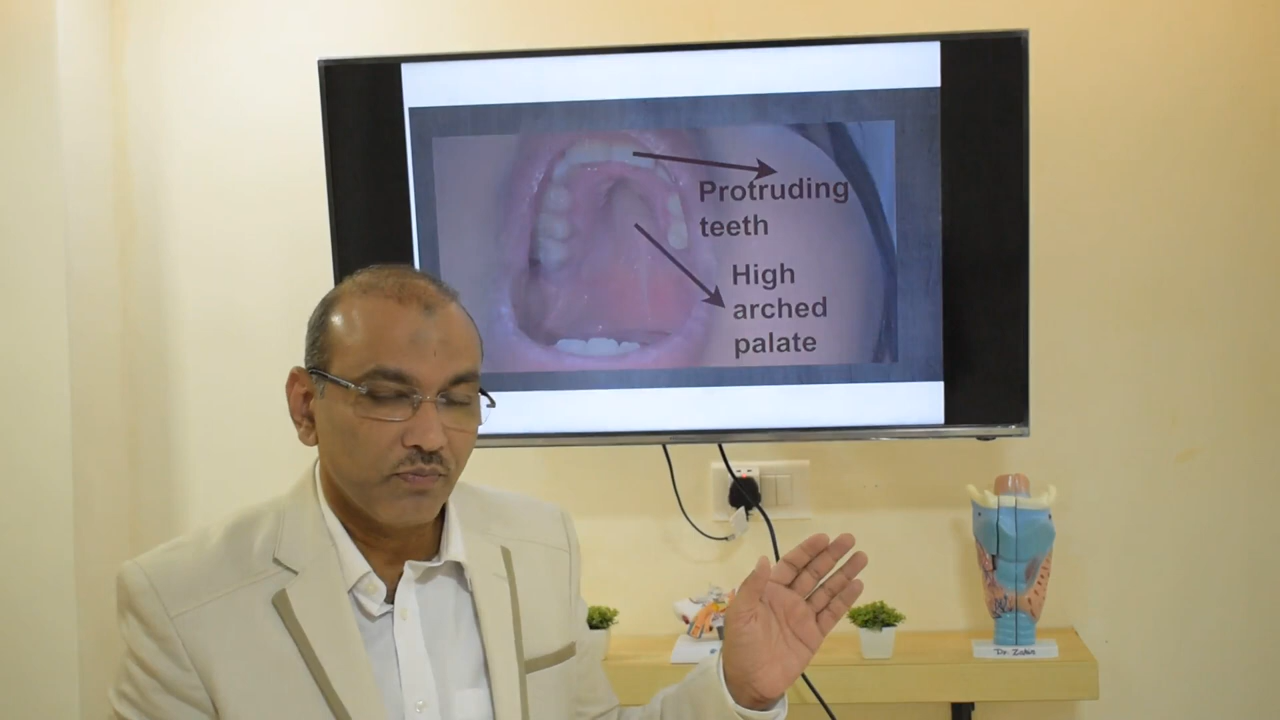 Protruding
teeth
High
arched
palate
Dr. Zakir